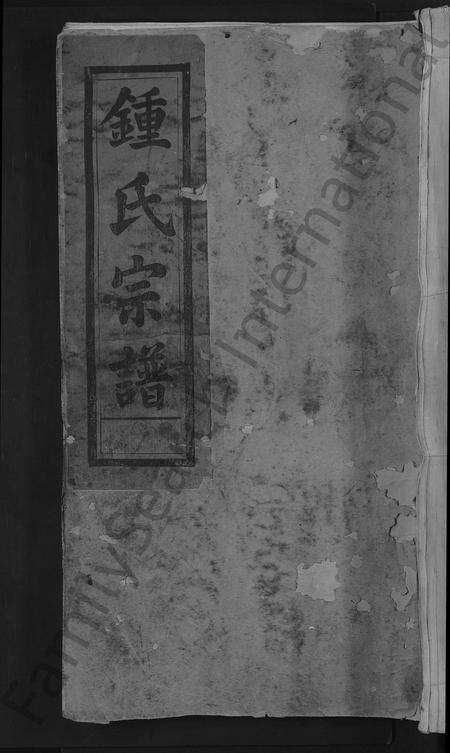 鍾氏宗譜
FamilySearch International